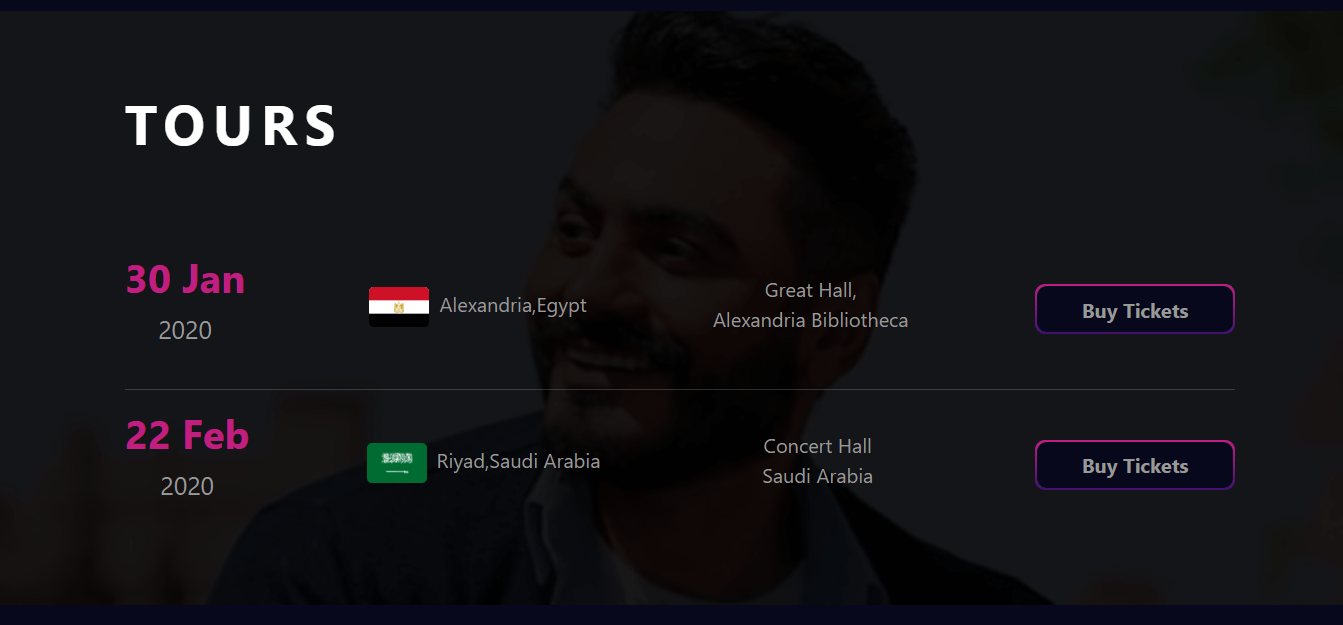 TOURS
30 Jan
2020
Alexandria,Egypt
Great Hall,
Alexandria Bibliotheca
Buy Tickets
22 Feb
2020
Riyad,Saudi Arabia
Concert Hall
Saudi Arabia
Buy Tickets